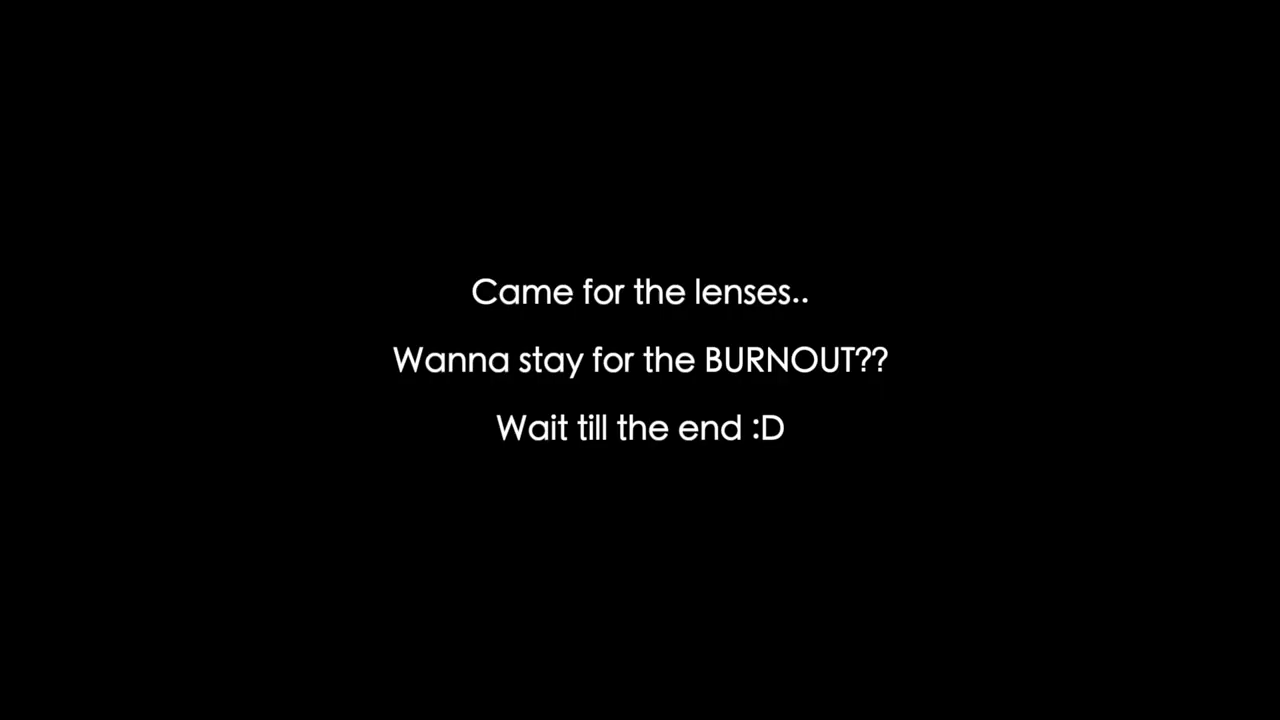 Came for the lenses..
Wanna stay for the BURNOUT??
Wait till the end :D